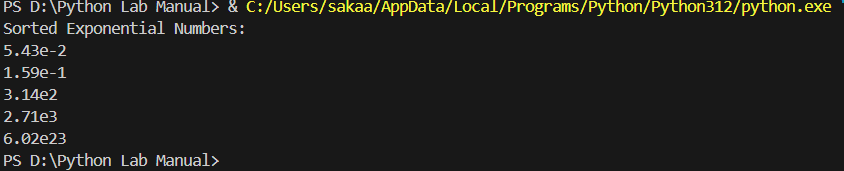 PS D:\Python Lab Manual> & C:/Users/sakaa/AppData/Local/Programs/Python/Python312/python.exe
Sorted Exponential Numbers:
5.43e-2
1.59e-1
3.14e2
2.71e3
6.02e23
PS D:\Python Lab Manual>